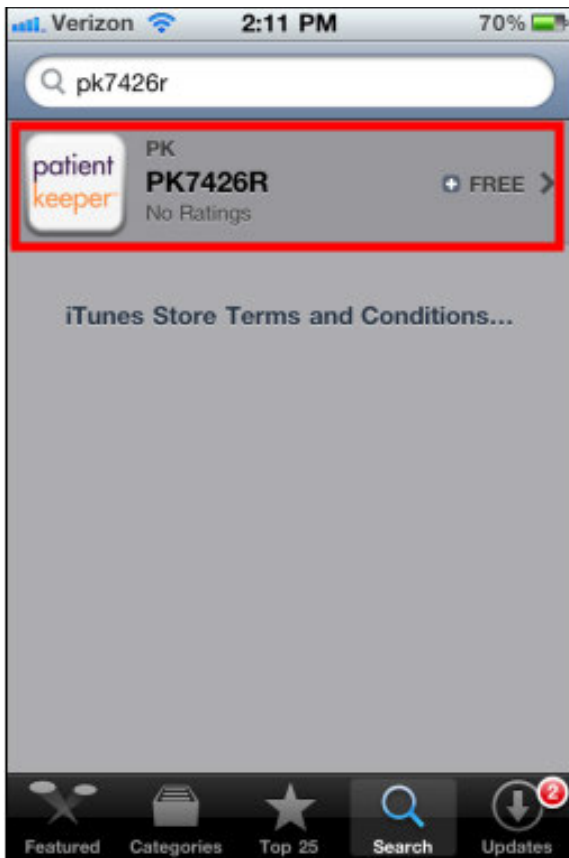 Verizon 2:11 PM 70%
pk7426r
patient
keeper
PK
PK7426R
FREE
No Ratings
iTunes Store Terms and Conditions...
2
Featured Categories Top 25 Search Updates